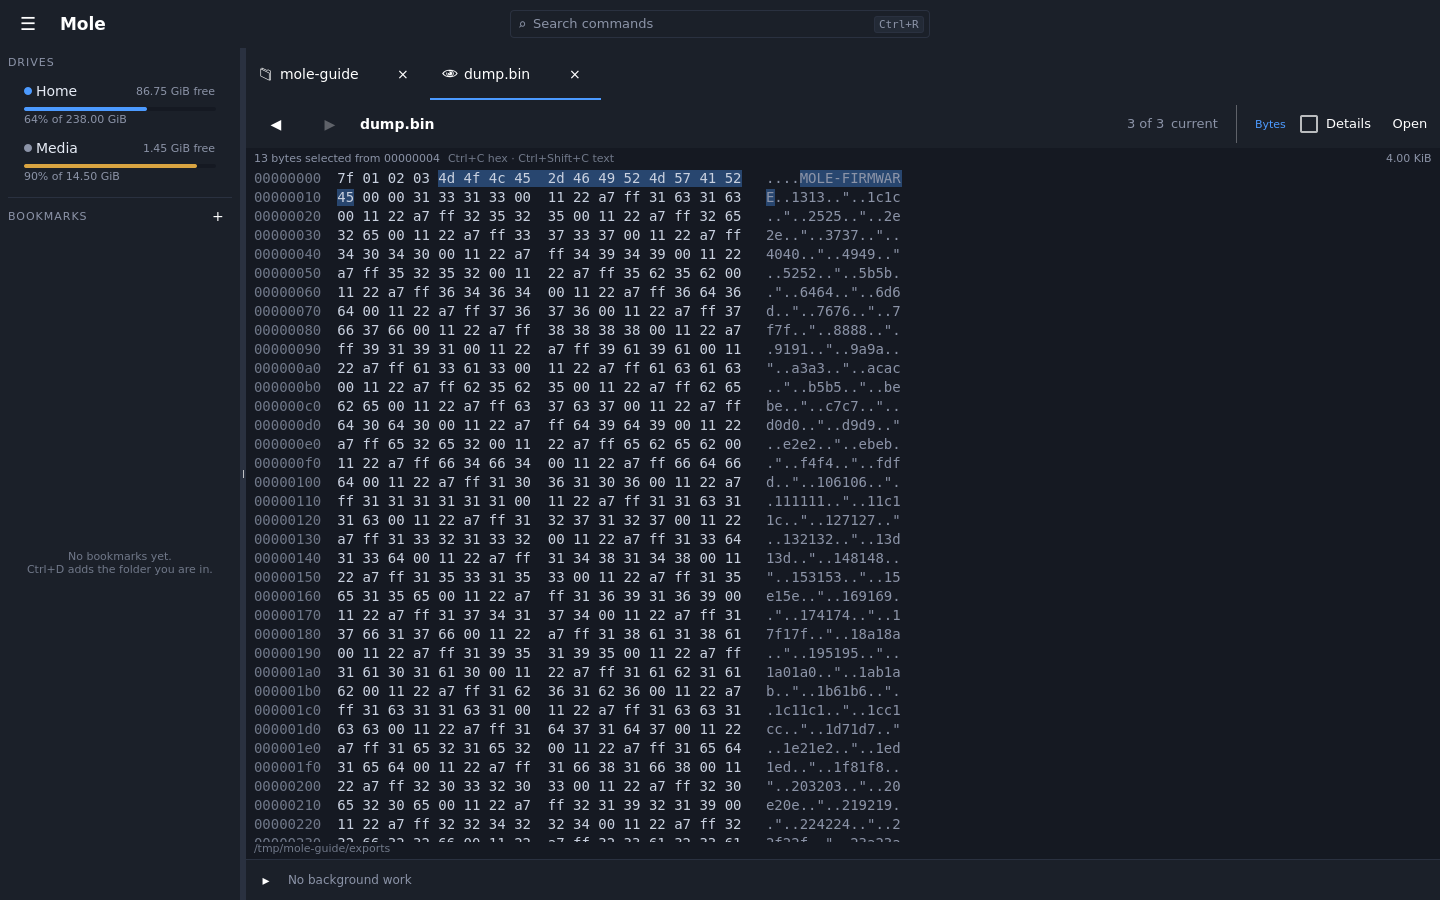 ☰ Mole
Search commands Ctrl+R
DRIVES
Home 86.75 GiB free
64% of 238.00 GiB
Media 1.45 GiB free
90% of 14.50 GiB
BOOKMARKS +
No bookmarks yet.
Ctrl+D adds the folder you are in.
mole-guide × dump.bin ×
◀ ▶ dump.bin 3 of 3 current Bytes Details Open
13 bytes selected from 00000004 Ctrl+C hex · Ctrl+Shift+C text 4.00 KiB
00000000 7f 01 02 03 4d 4f 4c 45 2d 46 49 52 4d 57 41 52 ....MOLE-FIRMWAR
00000010 45 00 00 31 33 31 33 00 11 22 a7 ff 31 63 31 63 E..1313.."..1c1c
00000020 00 11 22 a7 ff 32 35 32 35 00 11 22 a7 ff 32 65 .."..2525.."..2e
00000030 32 65 00 11 22 a7 ff 33 37 33 37 00 11 22 a7 ff 2e.."..3737.."..
00000040 34 30 34 30 00 11 22 a7 ff 34 39 34 39 00 11 22 4040.."..4949.."
00000050 a7 ff 35 32 35 32 00 11 22 a7 ff 35 62 35 62 00 ..5252.."..5b5b.
00000060 11 22 a7 ff 36 34 36 34 00 11 22 a7 ff 36 64 36 ."..6464.."..6d6
00000070 64 00 11 22 a7 ff 37 36 37 36 00 11 22 a7 ff 37 d.."..7676.."..7
00000080 66 37 66 00 11 22 a7 ff 38 38 38 38 00 11 22 a7 f7f.."..8888..".
00000090 ff 39 31 39 31 00 11 22 a7 ff 39 61 39 61 00 11 .9191.."..9a9a..
000000a0 22 a7 ff 61 33 61 33 00 11 22 a7 ff 61 63 61 63 "..a3a3.."..acac
000000b0 00 11 22 a7 ff 62 35 62 35 00 11 22 a7 ff 62 65 .."..b5b5.."..be
000000c0 62 65 00 11 22 a7 ff 63 37 63 37 00 11 22 a7 ff be.."..c7c7.."..
000000d0 64 30 64 30 00 11 22 a7 ff 64 39 64 39 00 11 22 d0d0.."..d9d9.."
000000e0 a7 ff 65 32 65 32 00 11 22 a7 ff 65 62 65 62 00 ..e2e2.."..ebeb.
000000f0 11 22 a7 ff 66 34 66 34 00 11 22 a7 ff 66 64 66 ."..f4f4.."..fdf
00000100 64 00 11 22 a7 ff 31 30 36 31 30 36 00 11 22 a7 d.."..106106..".
00000110 ff 31 31 31 31 31 31 00 11 22 a7 ff 31 31 63 31 .111111.."..11c1
00000120 31 63 00 11 22 a7 ff 31 32 37 31 32 37 00 11 22 1c.."..127127.."
00000130 a7 ff 31 33 32 31 33 32 00 11 22 a7 ff 31 33 64 ..132132.."..13d
00000140 31 33 64 00 11 22 a7 ff 31 34 38 31 34 38 00 11 13d.."..148148..
00000150 22 a7 ff 31 35 33 31 35 33 00 11 22 a7 ff 31 35 "..153153.."..15
00000160 65 31 35 65 00 11 22 a7 ff 31 36 39 31 36 39 00 e15e.."..169169.
00000170 11 22 a7 ff 31 37 34 31 37 34 00 11 22 a7 ff 31 ."..174174.."..1
00000180 37 66 31 37 66 00 11 22 a7 ff 31 38 61 31 38 61 7f17f.."..18a18a
00000190 00 11 22 a7 ff 31 39 35 31 39 35 00 11 22 a7 ff .."..195195.."..
000001a0 31 61 30 31 61 30 00 11 22 a7 ff 31 61 62 31 61 1a01a0.."..1ab1a
000001b0 62 00 11 22 a7 ff 31 62 36 31 62 36 00 11 22 a7 b.."..1b61b6..".
000001c0 ff 31 63 31 31 63 31 00 11 22 a7 ff 31 63 63 31 .1c11c1.."..1cc1
000001d0 63 63 00 11 22 a7 ff 31 64 37 31 64 37 00 11 22 cc.."..1d71d7.."
000001e0 a7 ff 31 65 32 31 65 32 00 11 22 a7 ff 31 65 64 ..1e21e2.."..1ed
000001f0 31 65 64 00 11 22 a7 ff 31 66 38 31 66 38 00 11 1ed.."..1f81f8..
00000200 22 a7 ff 32 30 33 32 30 33 00 11 22 a7 ff 32 30 "..203203.."..20
00000210 65 32 30 65 00 11 22 a7 ff 32 31 39 32 31 39 00 e20e.."..219219.
00000220 11 22 a7 ff 32 32 34 32 32 34 00 11 22 a7 ff 32 ."..224224.."..2
/tmp/mole-guide/exports
▶ No background work